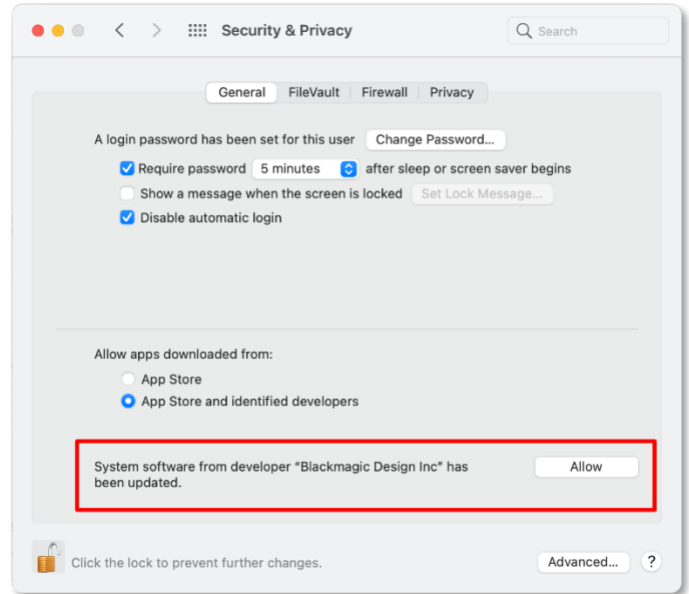 Security & Privacy
Search
General FileVault Firewall Privacy
A login password has been set for this user Change Password...
Require password 5 minutes after sleep or screen saver begins
Show a message when the screen is locked Set Lock Message...
Disable automatic login
Allow apps downloaded from:
App Store
App Store and identified developers
System software from developer "Blackmagic Design Inc" has Allow
been updated.
Click the lock to prevent further changes. Advanced... ?